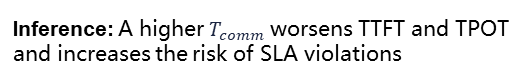 Inference: A higher T_comm worsens TTFT and TPOT
and increases the risk of SLA violations